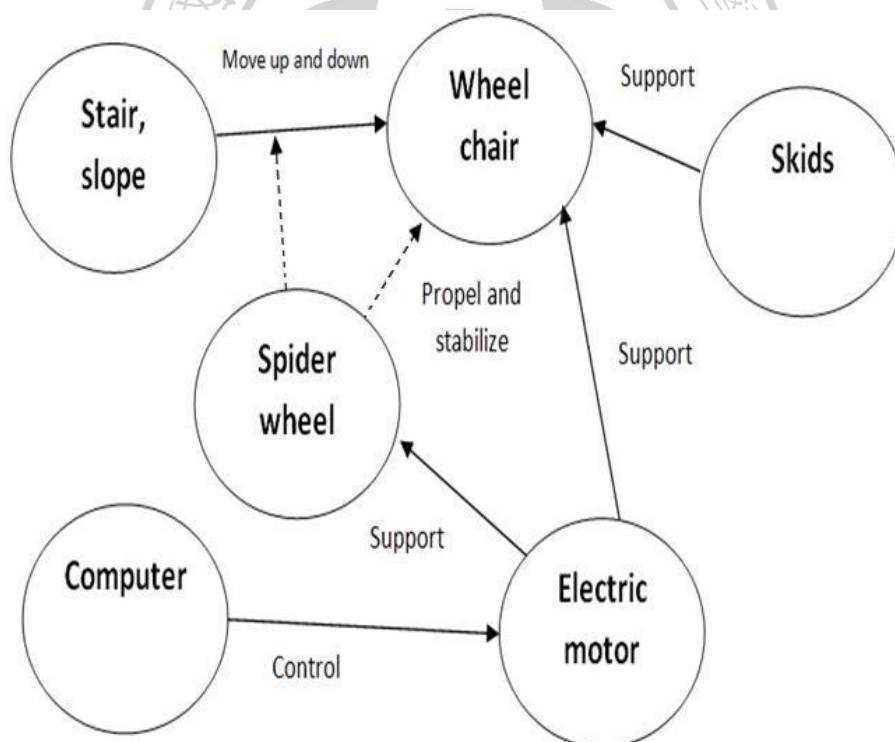 Move up and down
Wheel
chair
Support
Stair,
slope
Skids
Propel and
stabilize
Spider
wheel
Support
Support
Computer
Electric
motor
Control